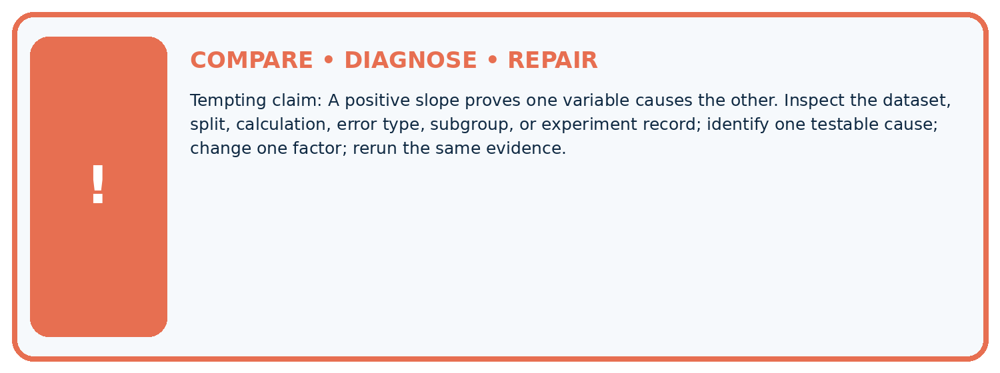 !
COMPARE • DIAGNOSE • REPAIR
Tempting claim: A positive slope proves one variable causes the other. Inspect the dataset,
split, calculation, error type, subgroup, or experiment record; identify one testable cause;
change one factor; rerun the same evidence.